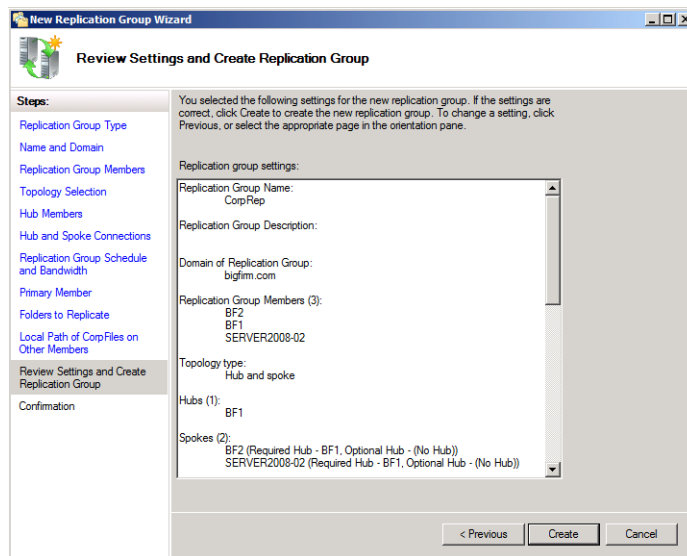 New Replication Group Wizard
Review Settings and Create Replication Group
Steps:
Replication Group Type
Name and Domain
Replication Group Members
Topology Selection
Hub Members
Hub and Spoke Connections
Replication Group Schedule
and Bandwidth
Primary Member
Folders to Replicate
Local Path of CorpFiles on
Other Members
Review Settings and Create
Replication Group
Confirmation
You selected the following settings for the new replication group. If the settings are
correct, click Create to create the new replication group. To change a setting, click
Previous, or select the appropriate page in the orientation pane.
Replication group settings:
Replication Group Name:
CorpRep
Replication Group Description:
Domain of Replication Group:
bigfirm.com
Replication Group Members (3):
BF2
BF1
SERVER2008-02
Topology type:
Hub and spoke
Hubs (1):
BF1
Spokes (2):
BF2 (Required Hub - BF1, Optional Hub - (No Hub))
SERVER2008-02 (Required Hub - BF1, Optional Hub - (No Hub))
< Previous
Create
Cancel